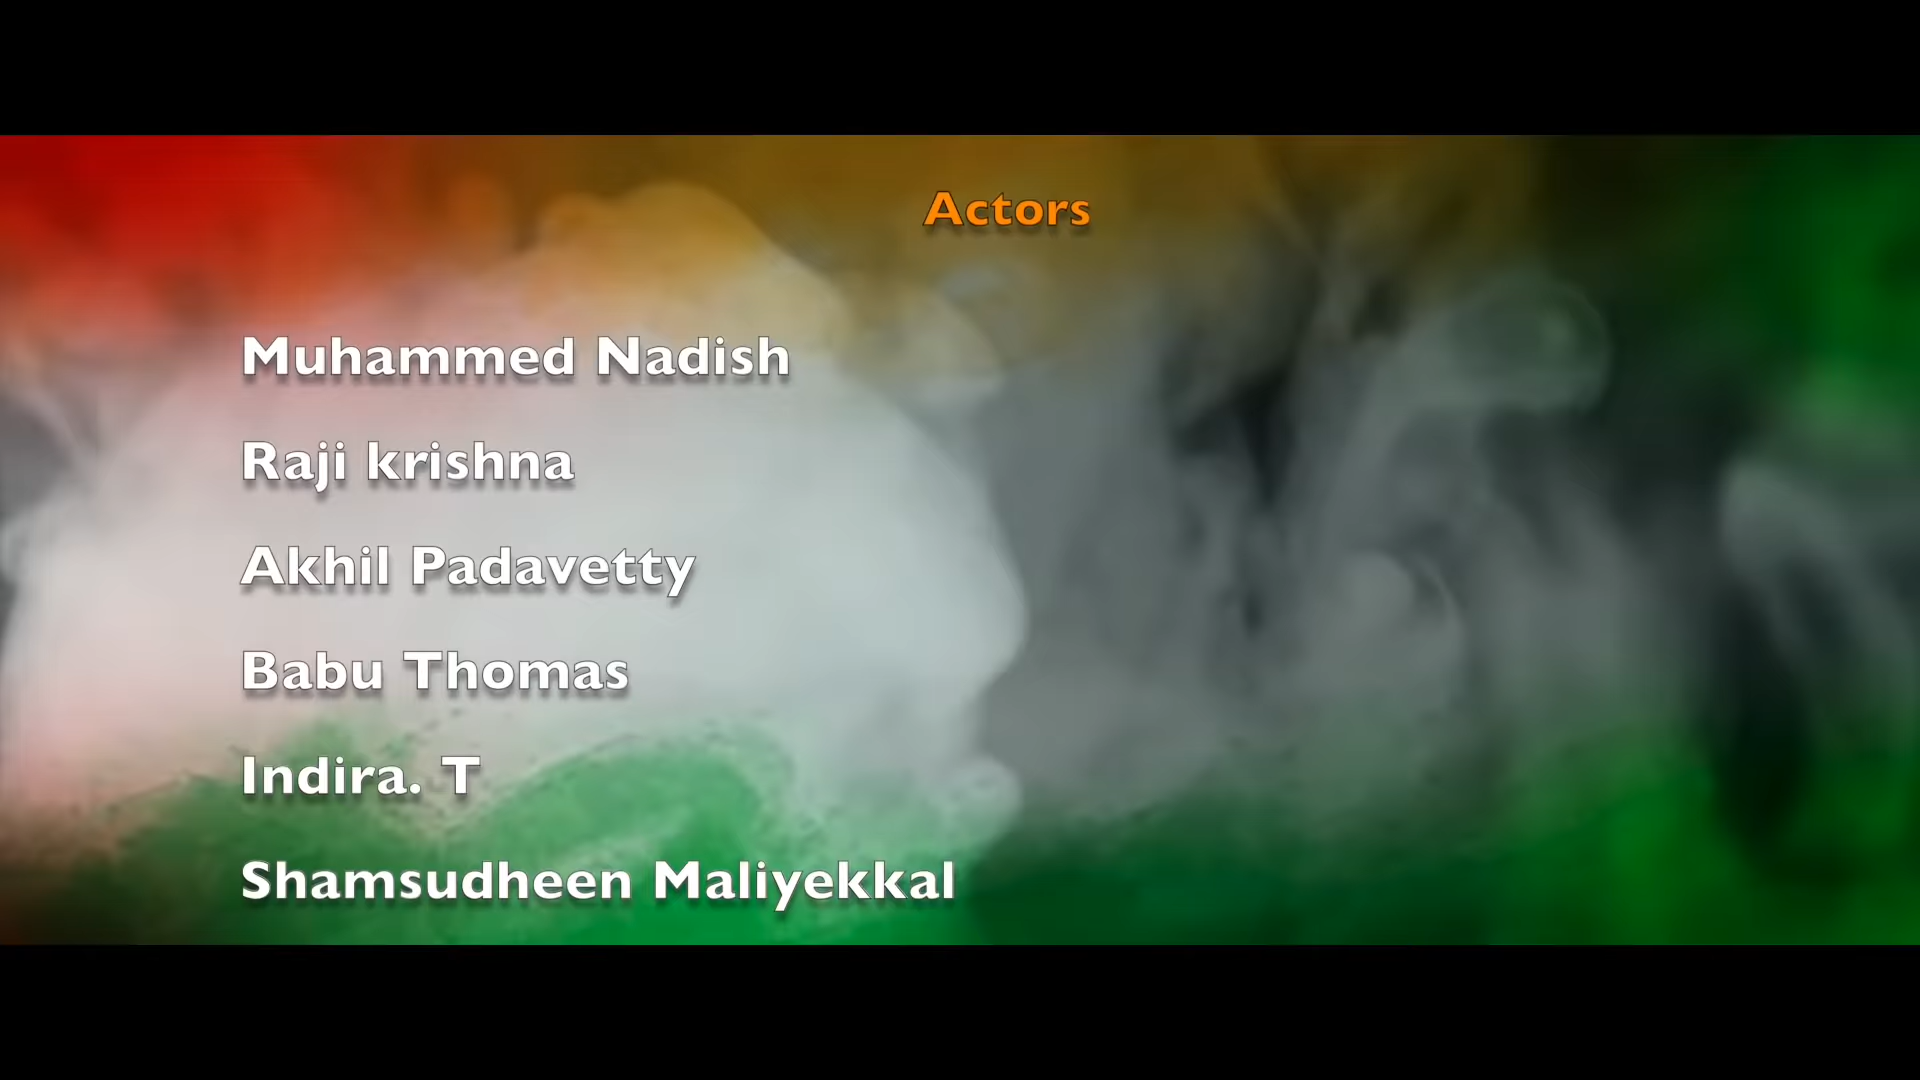 Actors
Muhammed Nadish
Raji krishna
Akhil Padavetty
Babu Thomas
Indira. T
Shamsudheen Maliyekkal